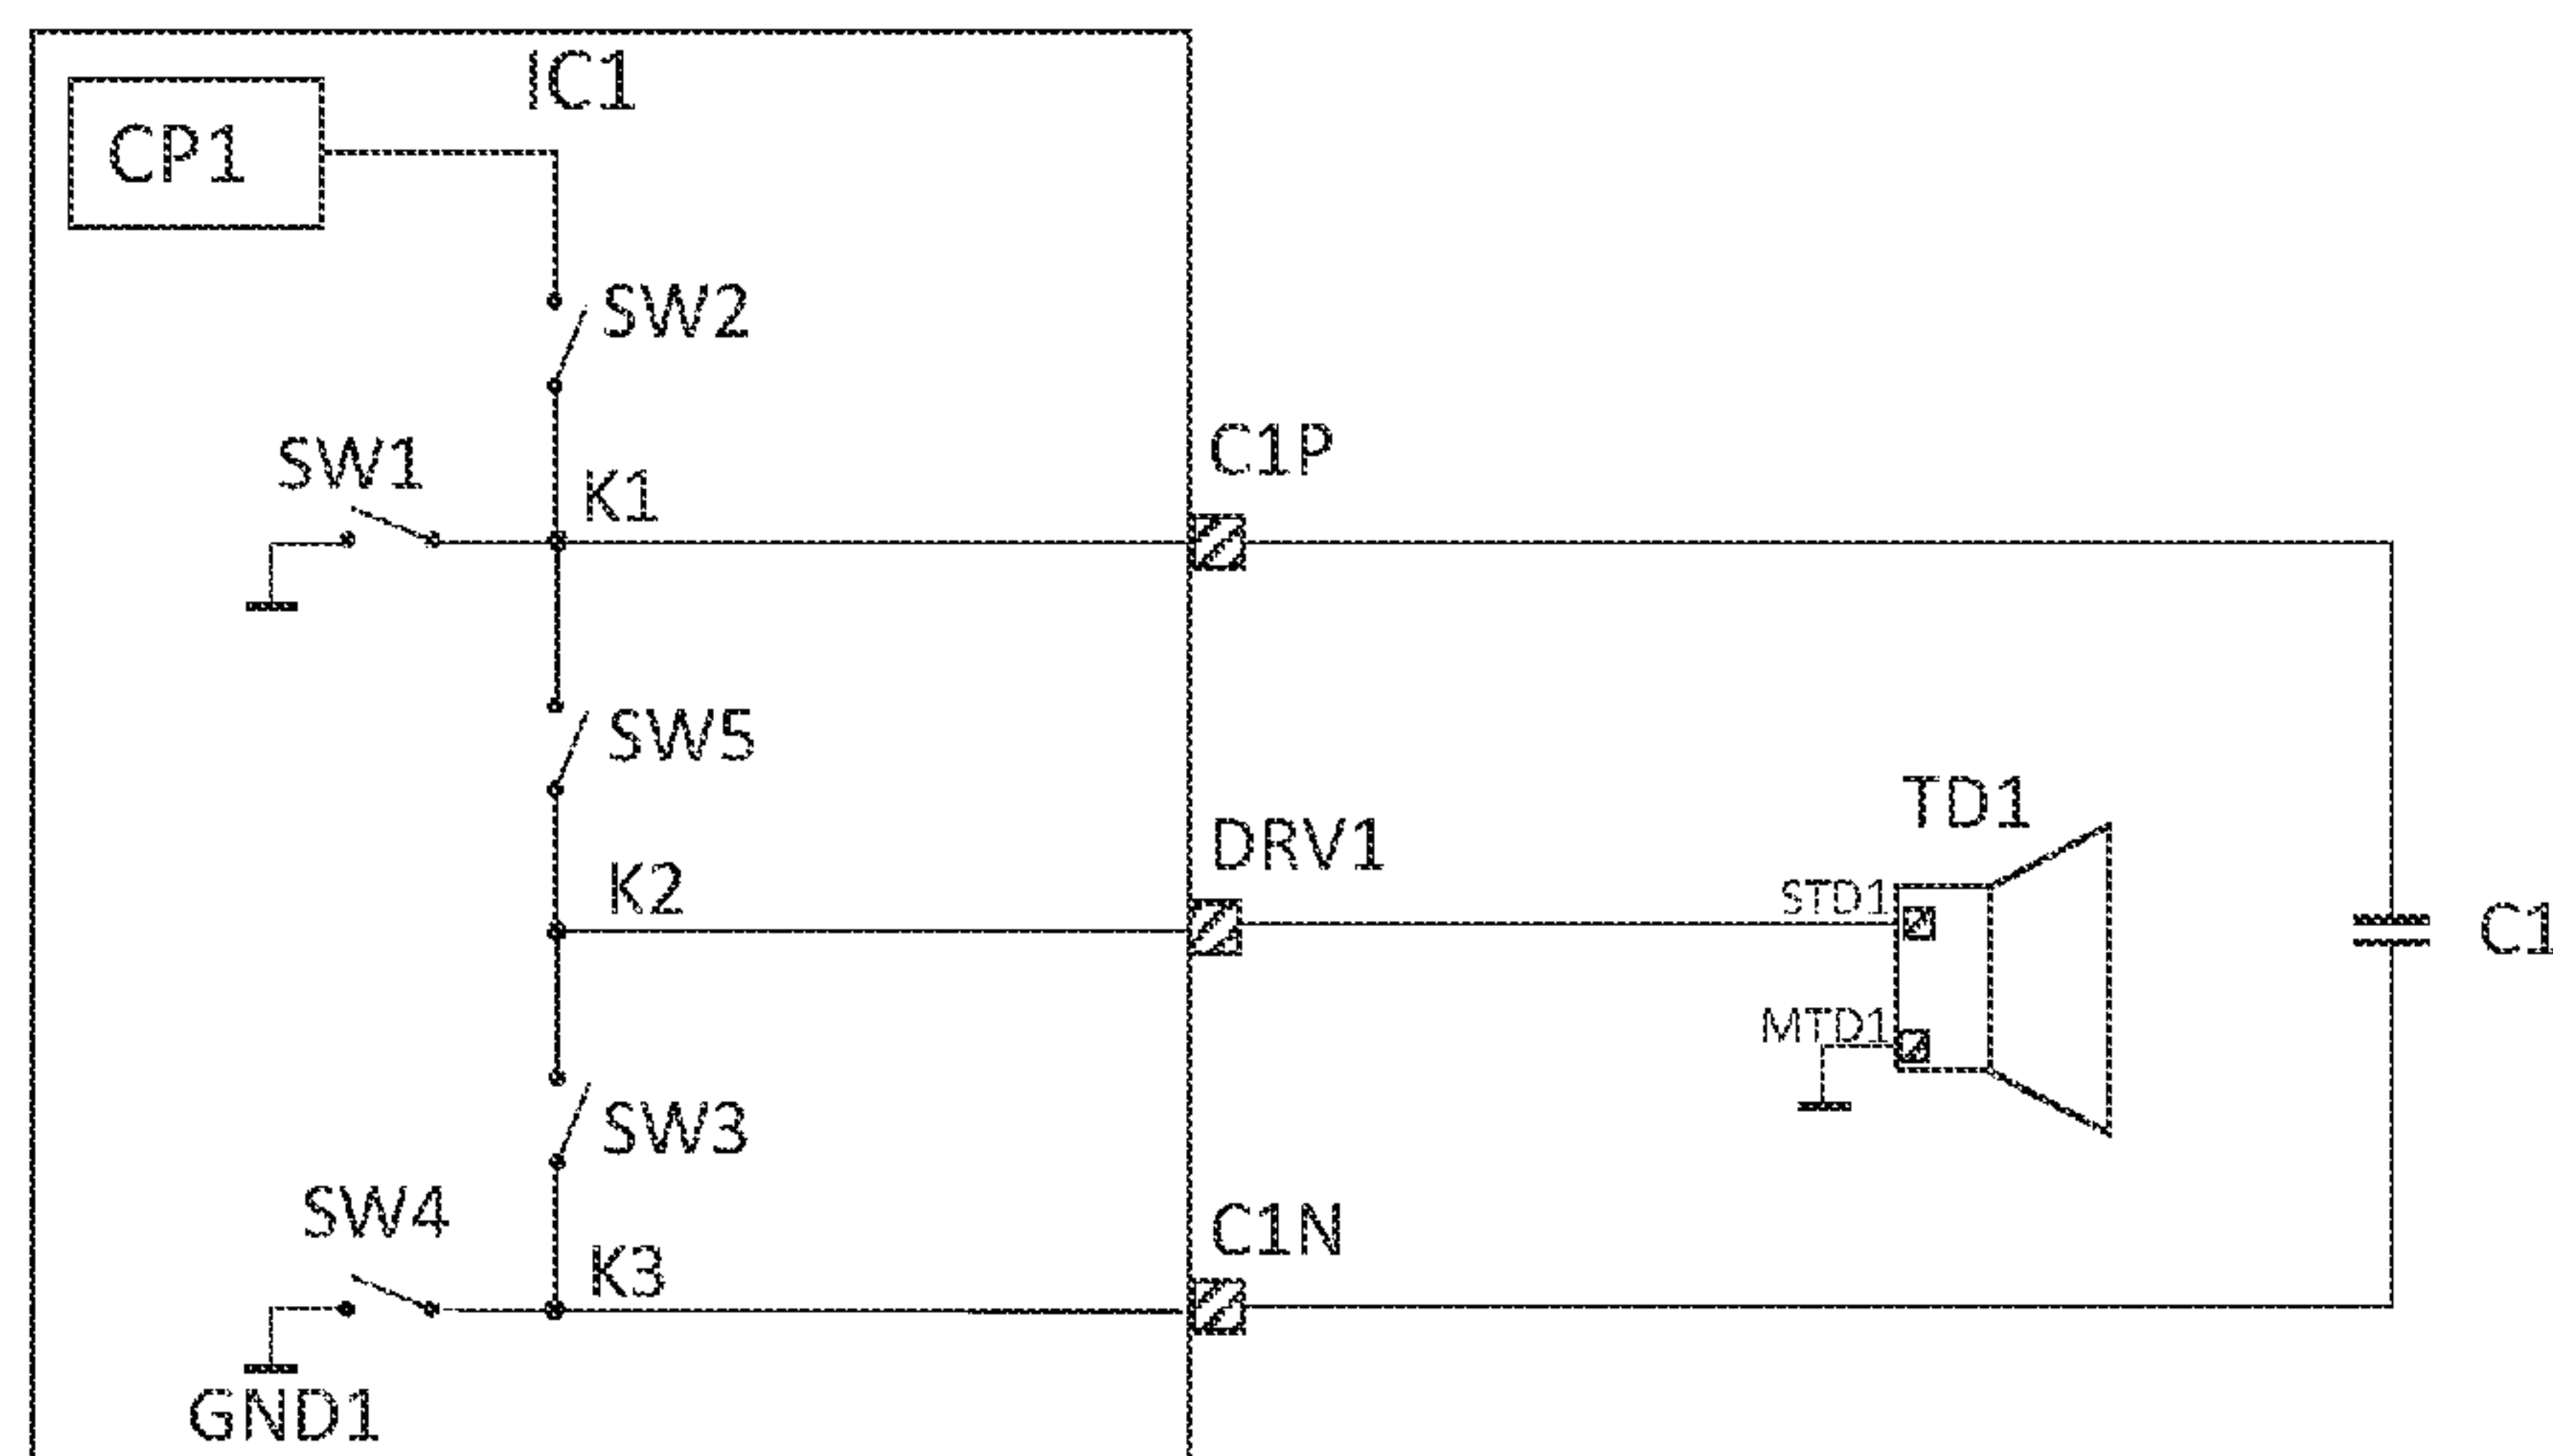 IC1
CP1
SW2
SW1
K1
C1P
SW5
TD1
DRV1
K2
STD1
C1
MTD1
SW3
SW4
K3
C1N
GND1